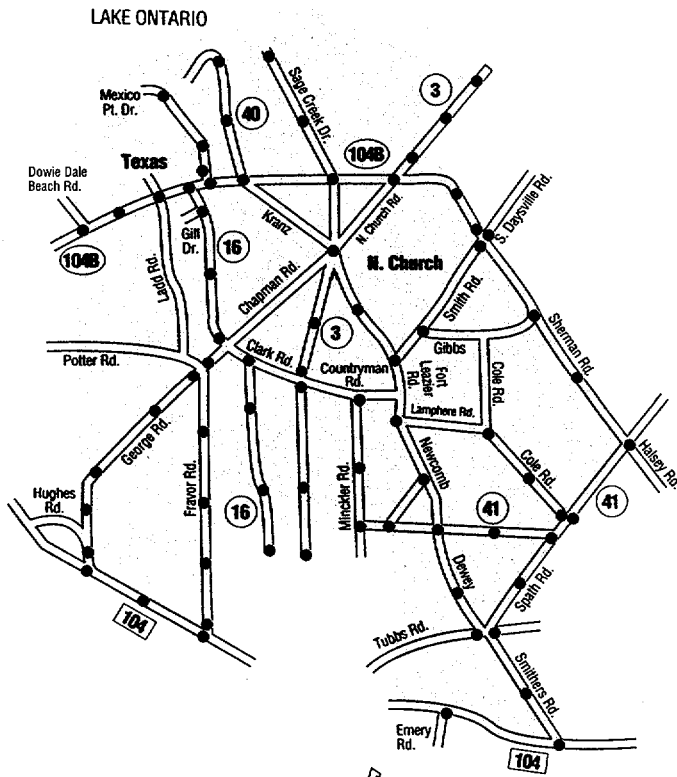 LAKE ONTARIO
Mexico
Pt. Dr.
40
Sage Creek Dr.
3
Texas
104B
Dowie Dale
Beach Rd.
S. Daysville Rd.
Kranz
N. Church Rd.
Gill
Dr.
16
104B
Ladd Rd.
Chapman Rd.
N. Church
Smith Rd.
3
Sherman Rd.
Potter Rd.
Clark Rd.
Countryman
Rd.
Gibbs
Fort
Leazier
Rd.
Cole Rd.
Lamphere Rd.
George Rd.
Halsey Rd.
Fravor Rd.
Newcomb
Cole Rd.
Hughes
Rd.
16
Minckler Rd.
41
41
Dewey
Spath Rd.
104
Tubbs Rd.
Smithers Rd.
Emery
Rd.
104